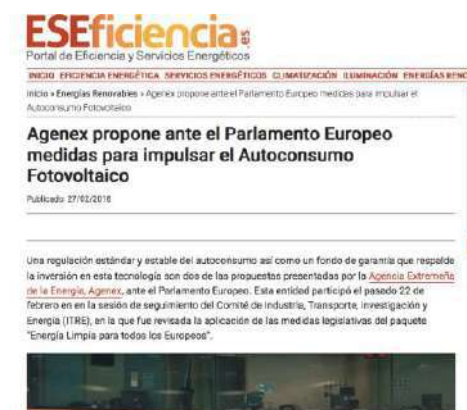 ESEficiencia.es
Portal de Eficiencia y Servicios Energéticos
INICIO EFICIENCIA ENERGÉTICA SERVICIOS ENERGÉTICOS CLIMATIZACIÓN ILUMINACIÓN ENERGÍAS RENO
Inicio » Energías Renovables » Agenex propone ante el Parlamento Europeo medidas para impulsar el
Autoconsumo Fotovoltaico
Agenex propone ante el Parlamento Europeo
medidas para impulsar el Autoconsumo
Fotovoltaico
Publicado: 27/02/2018
Una regulación estándar y estable del autoconsumo así como un fondo de garantía que respalde
la inversión en esta tecnología son dos de las propuestas presentadas por la Agencia Extremeña
de la Energía, Agenex, ante el Parlamento Europeo. Esta entidad participó el pasado 22 de
febrero en en la sesión de seguimiento del Comité de Industria, Transporte, Investigación y
Energía (ITRE), en la que fue revisada la aplicación de las medidas legislativas del paquete
"Energía Limpia para todos los Europeos".